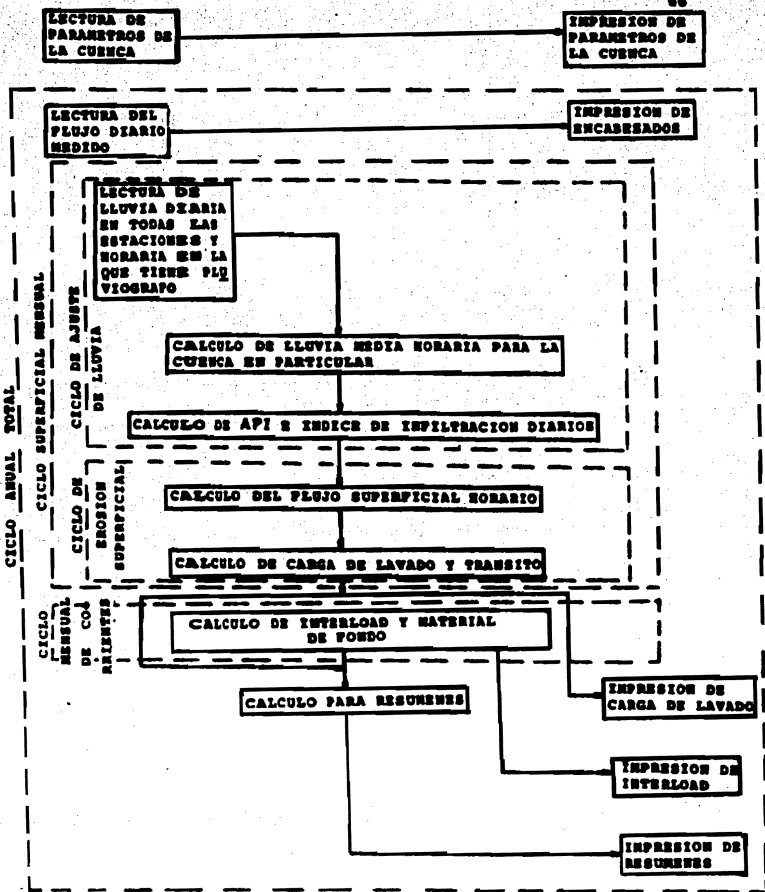 66
LECTURA DE
PARAMETROS DE
LA CUENCA
IMPRESION DE
PARAMETROS DE
LA CUENCA
LECTURA DEL
FLUJO DIARIO
MEDIDO
IMPRESION DE
ENCABEZADOS
LECTURA DE
LLUVIA DIARIA
EN TODAS LAS
ESTACIONES Y
HORARIA EN LA
QUE TIENE PLU
VIOGRAFO
CALCULO DE LLUVIA MEDIA HORARIA PARA LA
CUENCA EN PARTICULAR
CALCULO DE API E INDICE DE INFILTRACION DIARIOS
CALCULO DEL FLUJO SUPERFICIAL HORARIO
CALCULO DE CARGA DE LAVADO Y TRANSITO
CALCULO DE INTERLOAD Y MATERIAL
DE FONDO
CALCULO PARA RESUMENES
IMPRESION DE
CARGA DE LAVADO
IMPRESION DE
INTERLOAD
IMPRESION DE
RESUMENES
CICLO ANUAL TOTAL
CICLO SUPERFICIAL MENSUAL
CICLO DE AJUSTE
DE LLUVIA
CICLO DE
EROSION
SUPERFICIAL
CICLO
MENSUAL
DE COO
RRIENTES